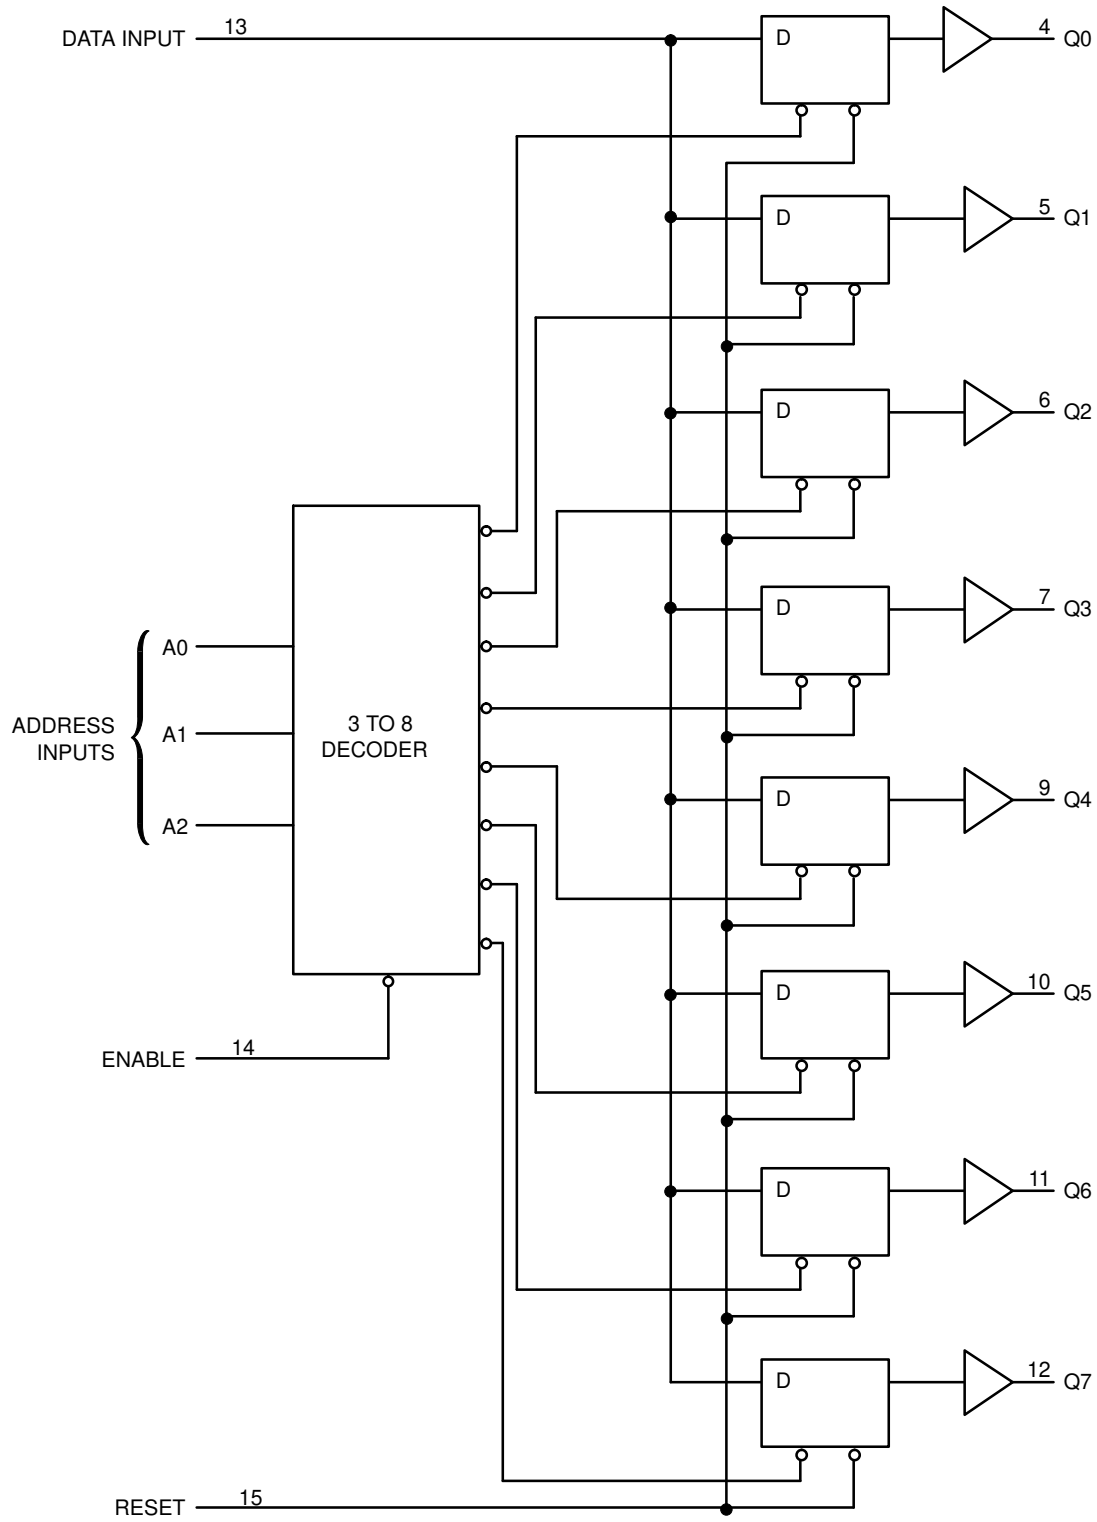 DATA INPUT 13 D 4 Q0
D 5 Q1
D 6 Q2
D 7 Q3
A0
ADDRESS INPUTS
A1
A2
3 TO 8
DECODER
D 9 Q4
D 10 Q5
ENABLE 14
D 11 Q6
D 12 Q7
RESET 15